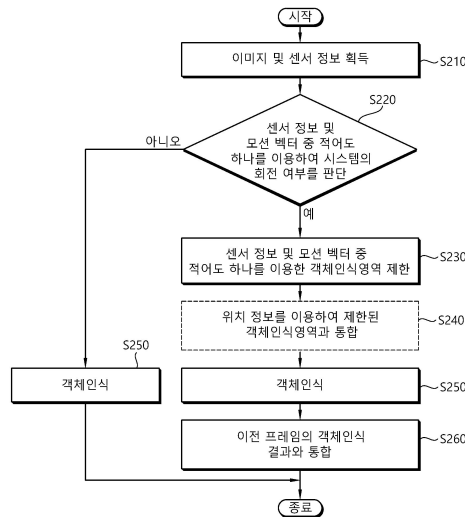 시작
이미지 및 센서 정보 획득
S210
S220
센서 정보 및
모션 벡터 중 적어도
하나를 이용하여 시스템의
회전 여부를 판단
아니오
예
센서 정보 및 모션 벡터 중
적어도 하나를 이용한 객체인식영역 제한
S230
위치 정보를 이용하여 제한된
객체인식영역과 통합
S240
S250
객체인식
객체인식
S250
이전 프레임의 객체인식
결과와 통합
S260
종료